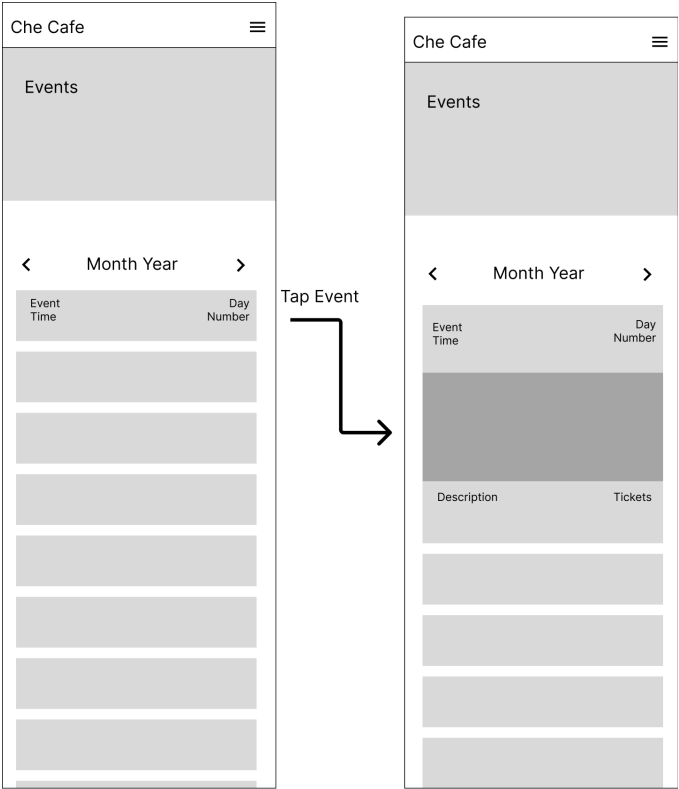 Che Cafe
Events
Month Year
Event
Time
Day
Number
Tap Event
Che Cafe
Events
Month Year
Event
Time
Day
Number
Description
Tickets